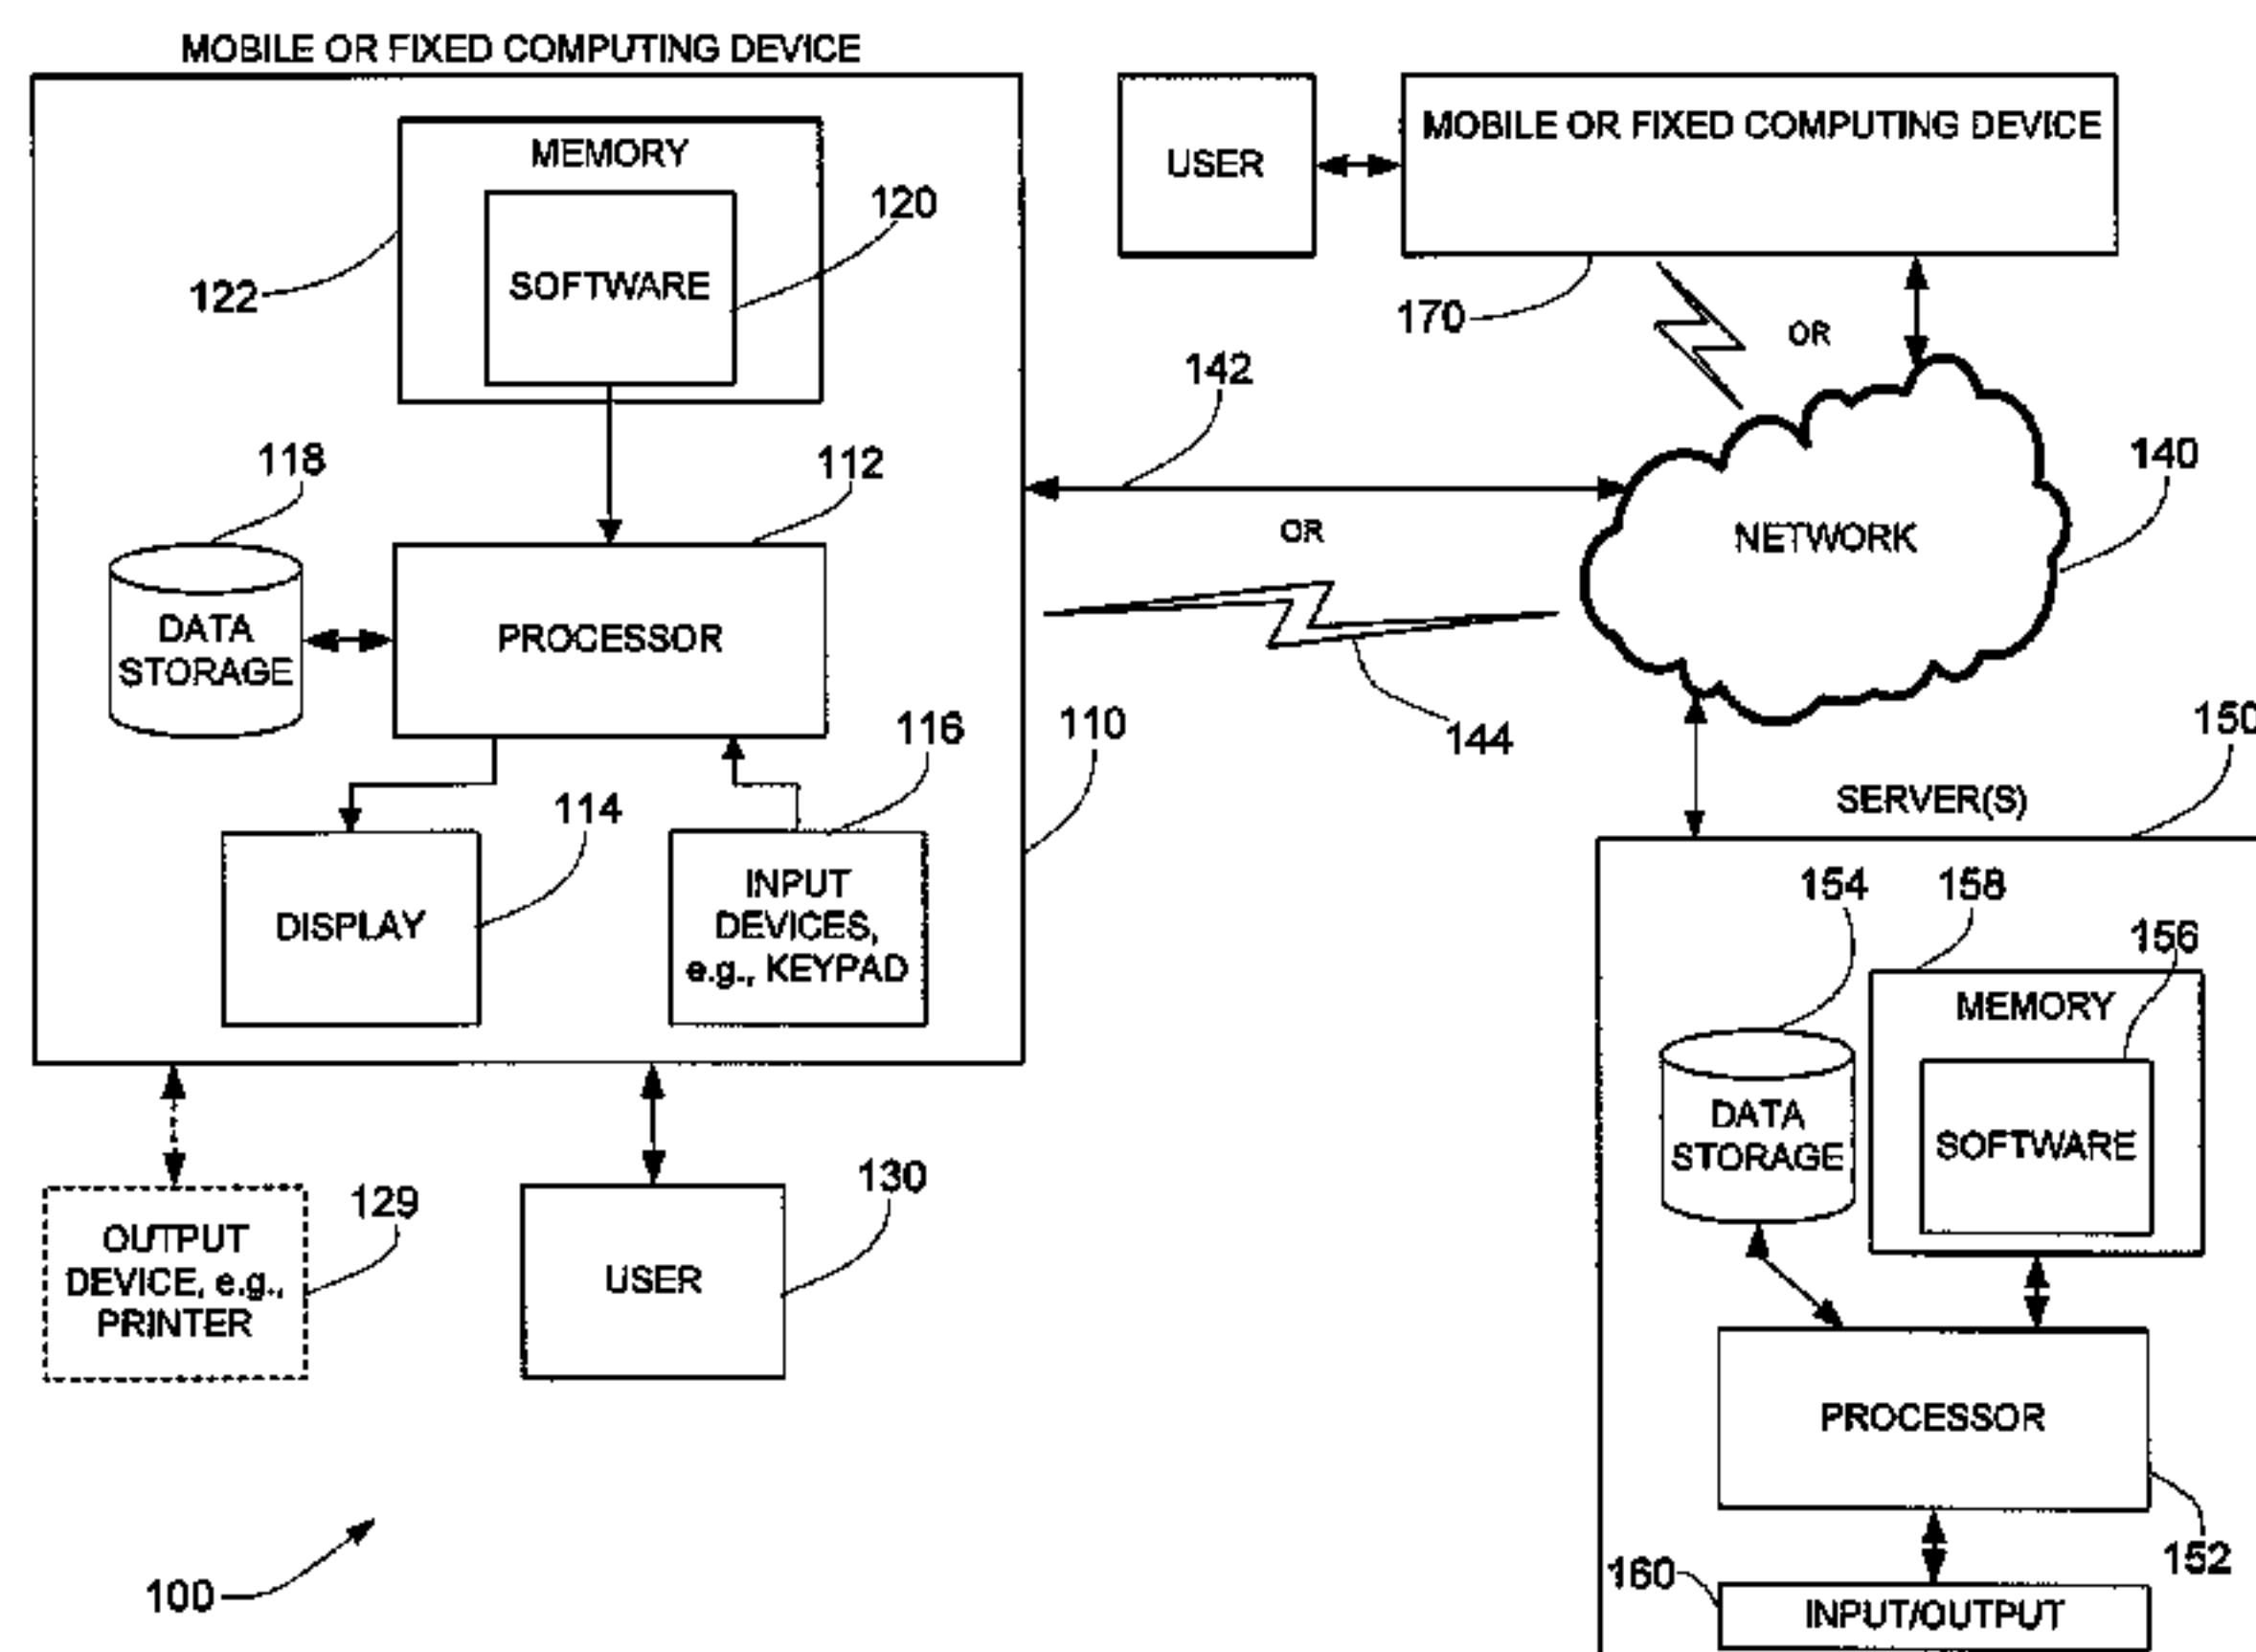 MOBILE OR FIXED COMPUTING DEVICE
MEMORY
SOFTWARE
120
122
118
112
DATA
STORAGE
PROCESSOR
116
110
114
DISPLAY
INPUT
DEVICES,
e.g., KEYPAD
OUTPUT
DEVICE, e.g.,
PRINTER
129
USER
130
100
USER
MOBILE OR FIXED COMPUTING DEVICE
170
OR
142
OR
144
NETWORK
140
150
SERVER(S)
154
158
156
MEMORY
SOFTWARE
DATA
STORAGE
PROCESSOR
152
160
INPUT/OUTPUT